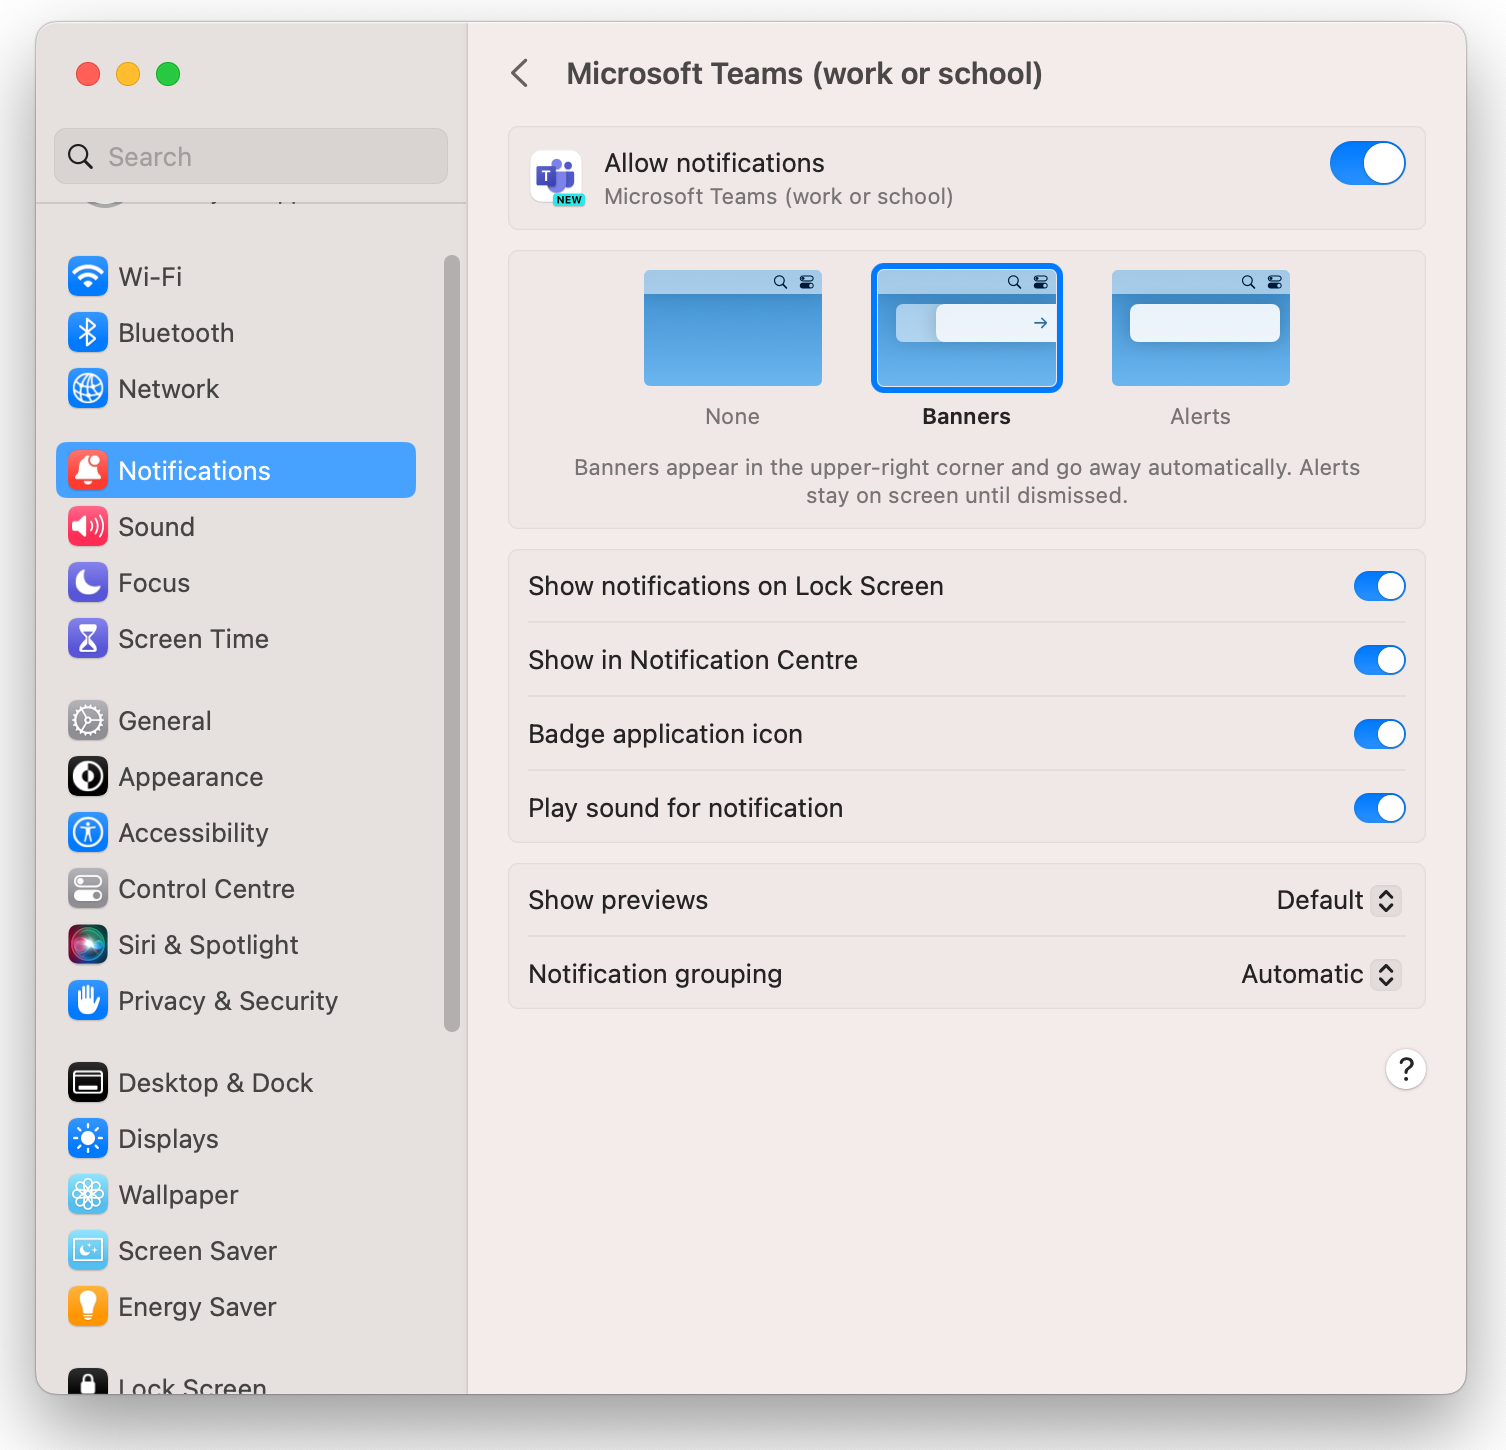 Microsoft Teams (work or school)
Search
Wi-Fi
Bluetooth
Network
Notifications
Sound
Focus
Screen Time
General
Appearance
Accessibility
Control Centre
Siri & Spotlight
Privacy & Security
Desktop & Dock
Displays
Wallpaper
Screen Saver
Energy Saver
Lock Screen
T
NEW
Allow notifications
Microsoft Teams (work or school)
None
Banners
Alerts
Banners appear in the upper-right corner and go away automatically. Alerts
stay on screen until dismissed.
Show notifications on Lock Screen
Show in Notification Centre
Badge application icon
Play sound for notification
Show previews
Default
Notification grouping
Automatic
?